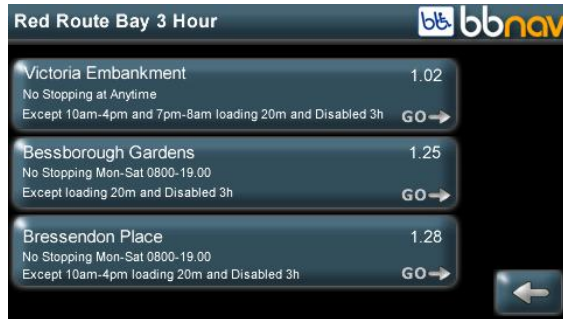 Red Route Bay 3 Hour
bb
bbnav
Victoria Embankment 1.02
No Stopping at Anytime
Except 10am-4pm and 7pm-8am loading 20m and Disabled 3h GO
Bessborough Gardens 1.25
No Stopping Mon-Sat 0800-19.00
Except loading 20m and Disabled 3h GO
Bressendon Place 1.28
No Stopping Mon-Sat 0800-19.00
Except 10am-4pm loading 20m and Disabled 3h GO